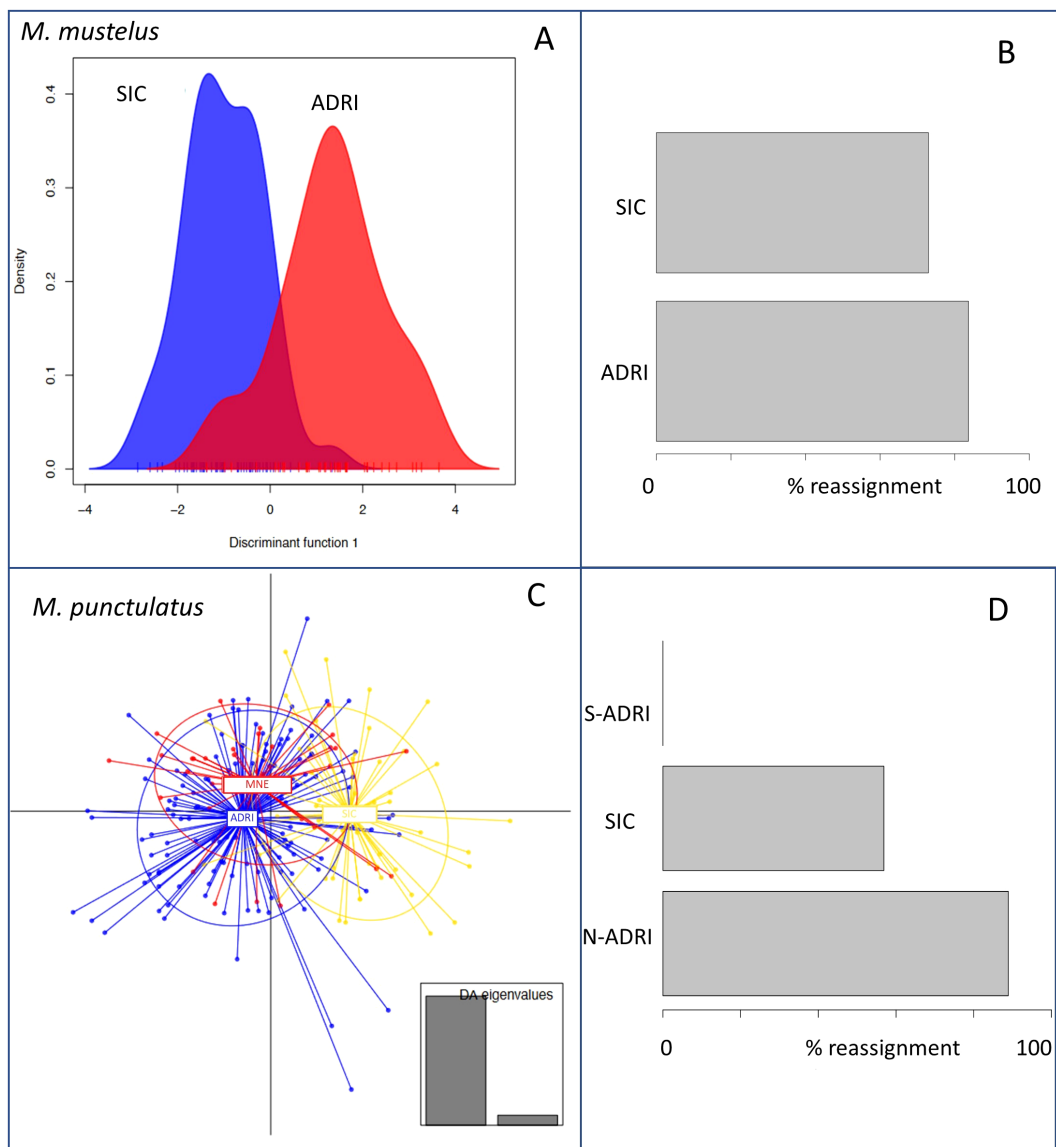 M. mustelus
A
SIC
ADRI
0.4
0.3
0.2
0.1
0.0
Density
−4 −2 0 2 4
Discriminant function 1
B
SIC
ADRI
0 % reassignment 100
M. punctulatus
C
MNE
ADRI
SIC
DA eigenvalues
D
S-ADRI
SIC
N-ADRI
0 % reassignment 100